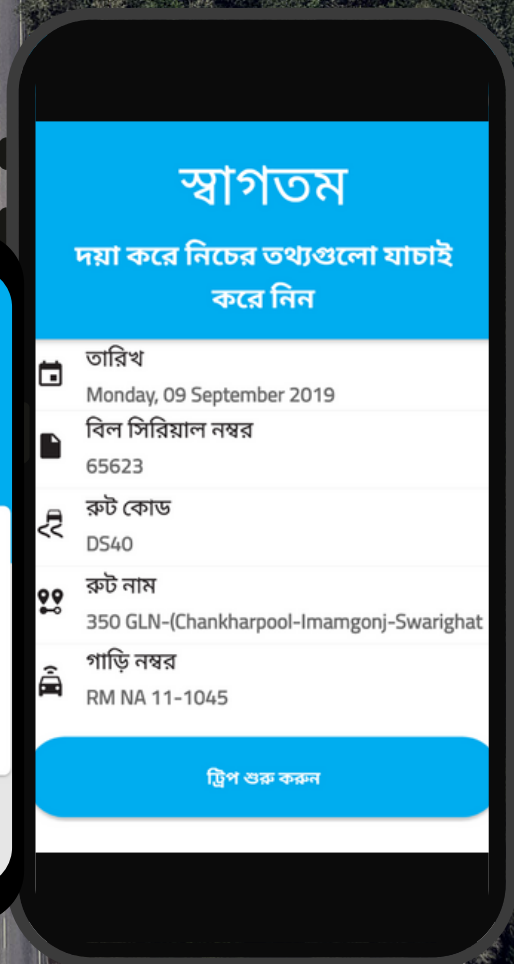 স্বাগতম
দয়া করে নিচের তথ্যগুলো যাচাই
করে নিন
তারিখ
Monday, 09 September 2019
বিল সিরিয়াল নম্বর
65623
রুট কোড
DS40
রুট নাম
350 GLN-(Chankharpool-Imamgonj-Swarighat
গাড়ি নম্বর
RM NA 11-1045
ট্রিপ শুরু করুন